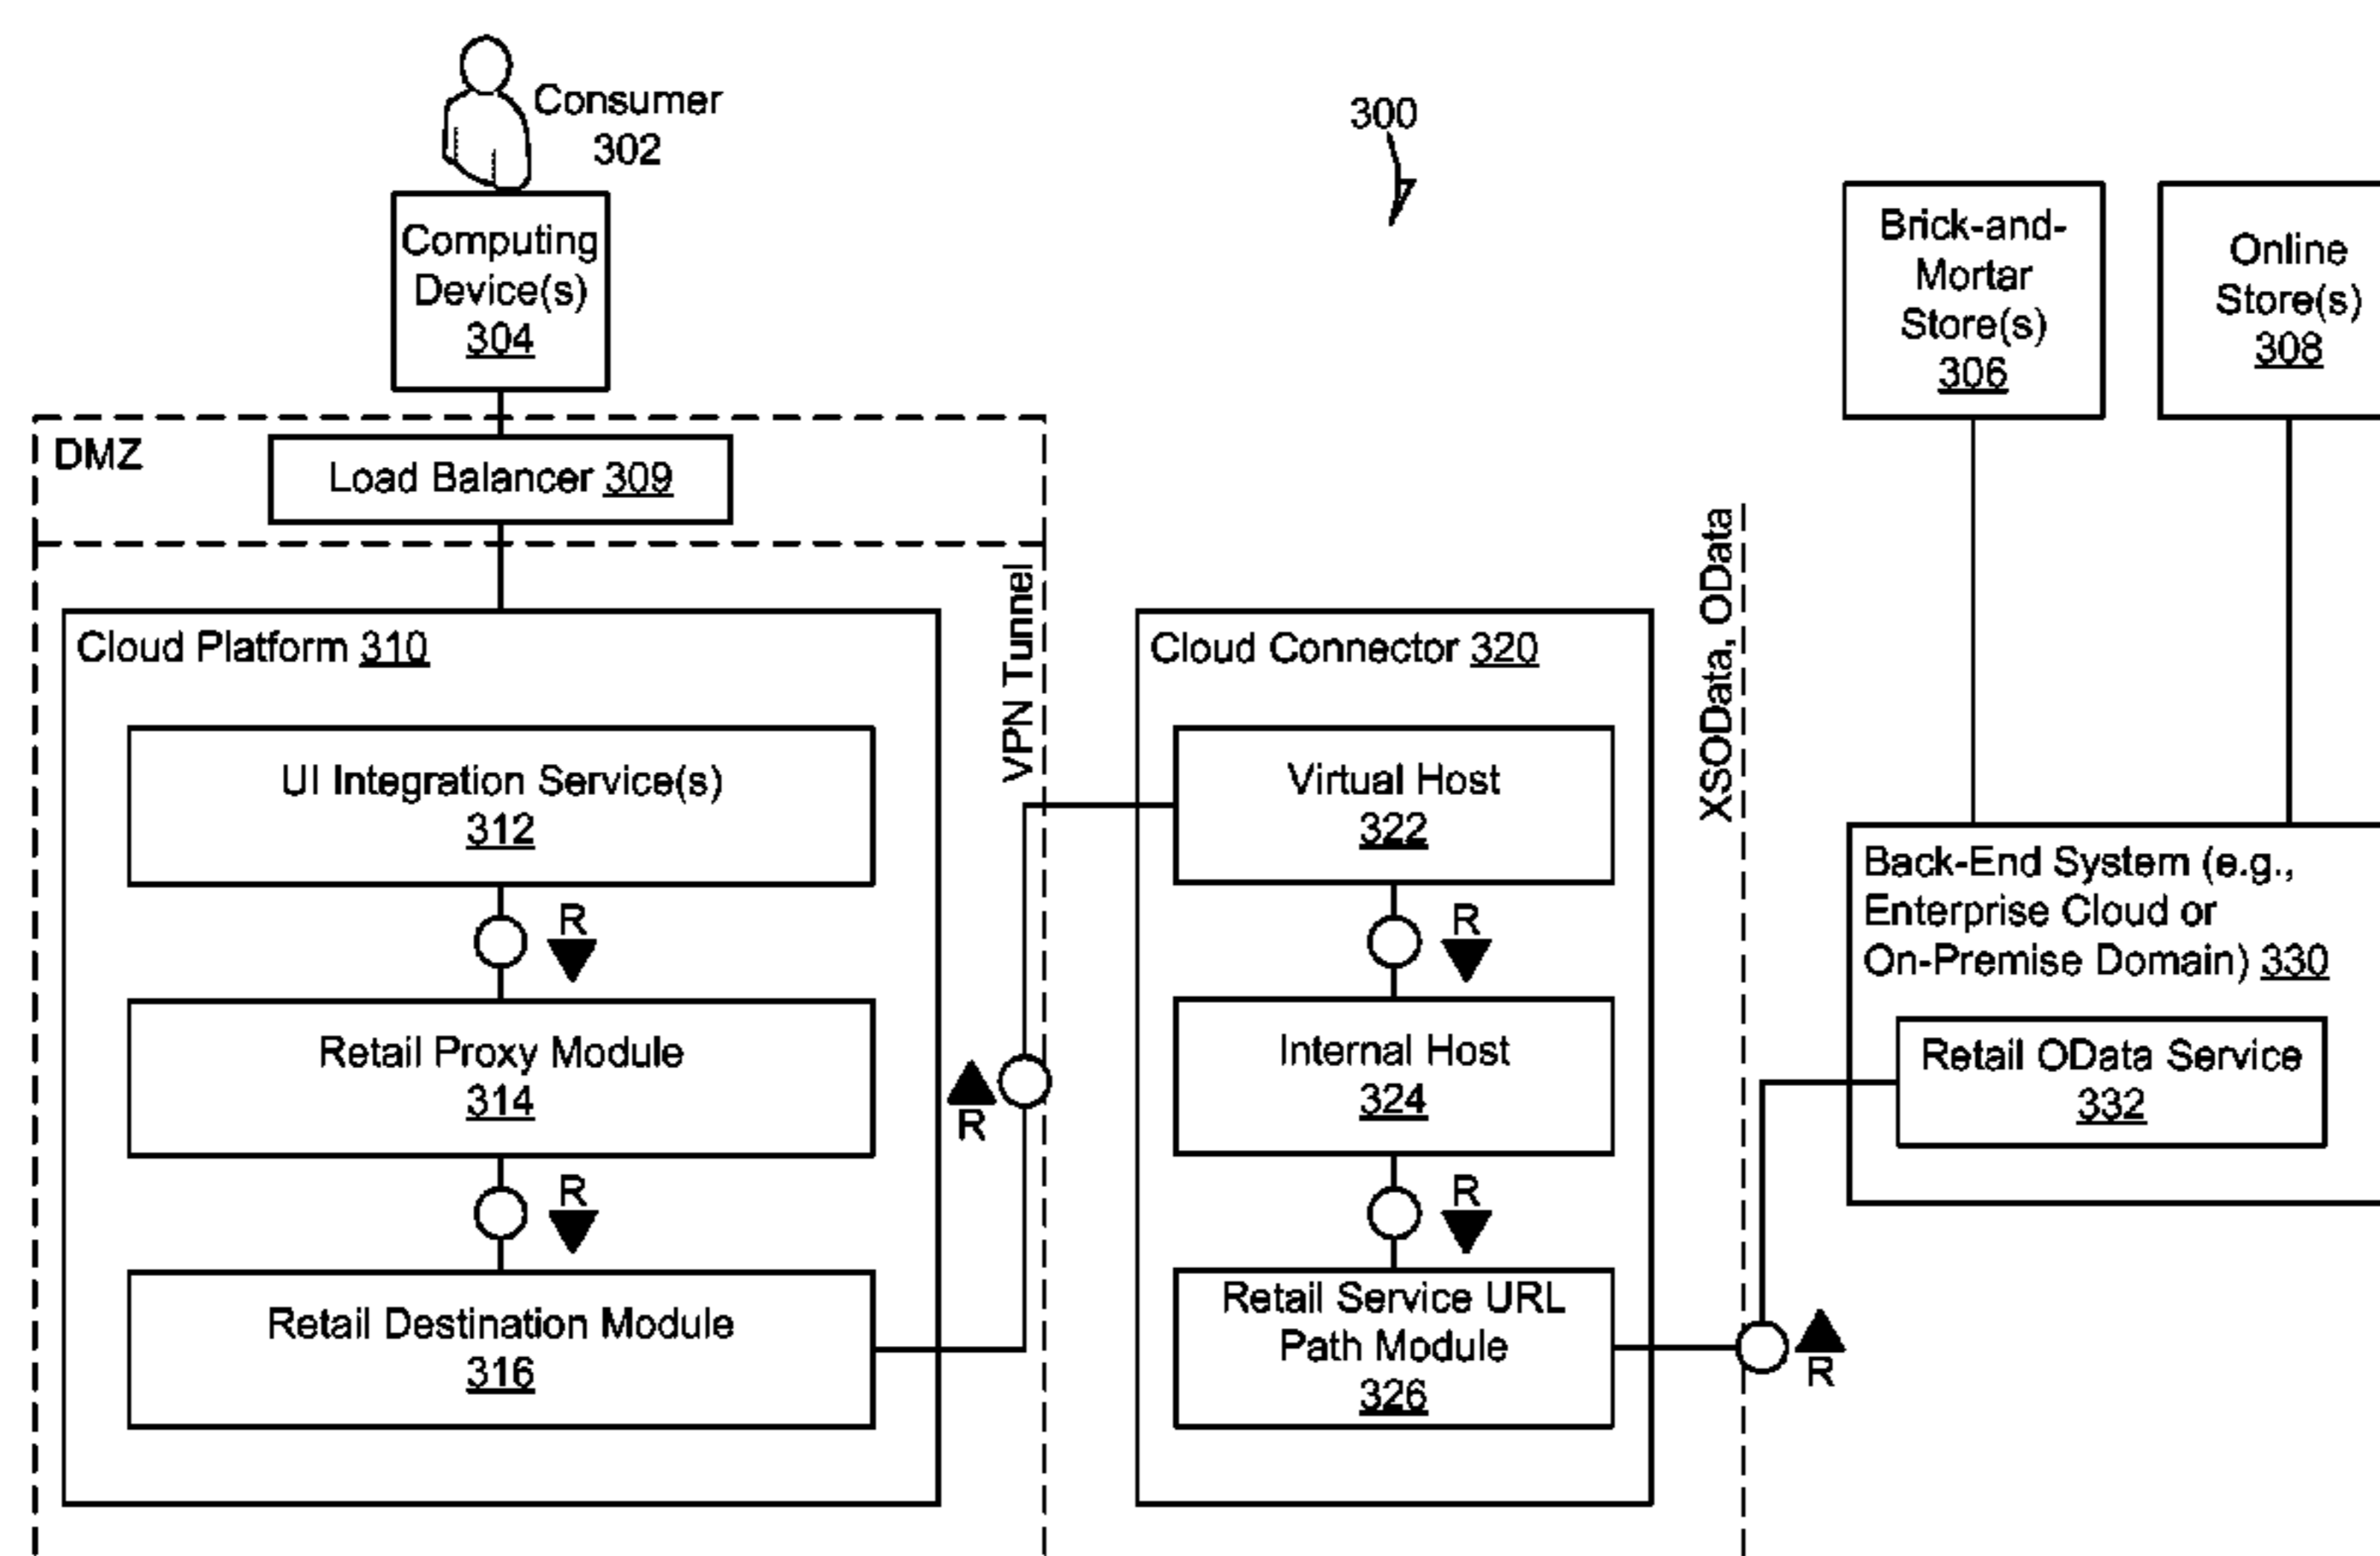 Consumer
302
300
Computing
Device(s)
304
Brick-and-
Mortar
Store(s)
306
Online
Store(s)
308
DMZ
Load Balancer 309
VPN Tunnel
XSOData, OData
Cloud Platform 310
UI Integration Service(s)
312
R
Retail Proxy Module
314
R
Retail Destination Module
316
R
Cloud Connector 320
Virtual Host
322
R
Internal Host
324
R
Retail Service URL
Path Module
326
R
Back-End System (e.g.,
Enterprise Cloud or
On-Premise Domain) 330
Retail OData Service
332